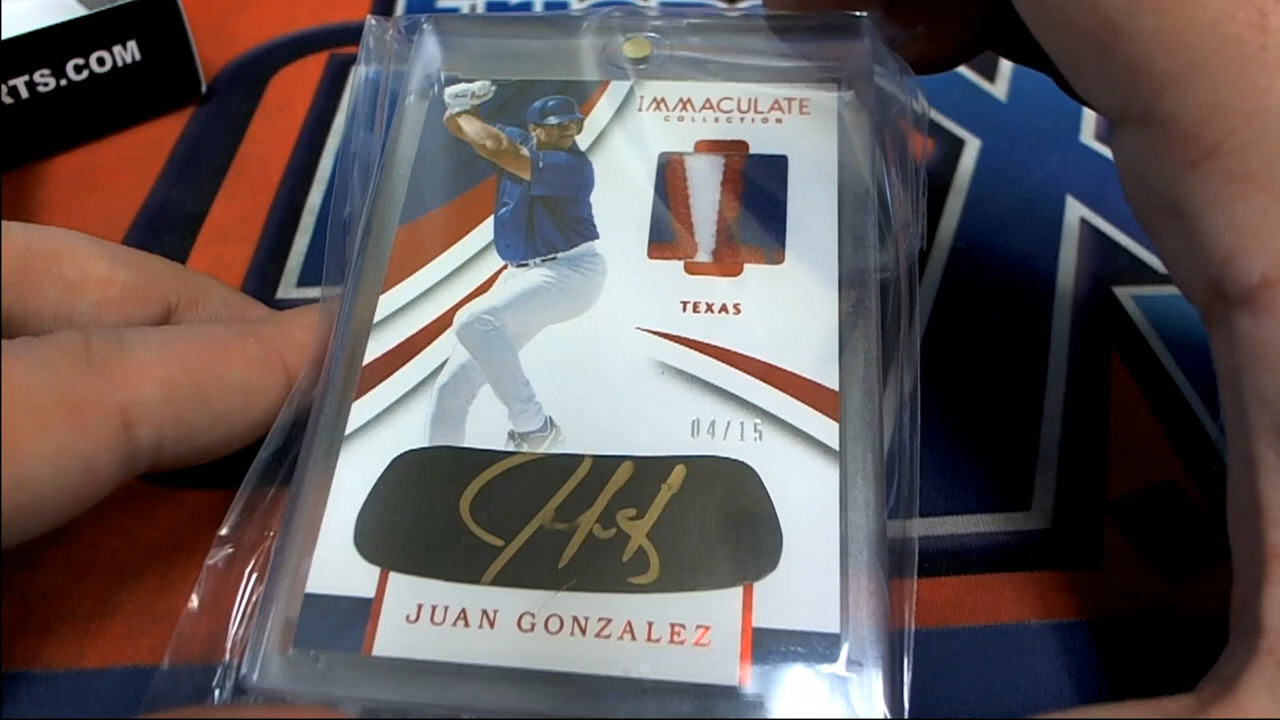 RTS.COM
IMMACULATE
COLLECTION
TEXAS
04/15
JUAN GONZALEZ